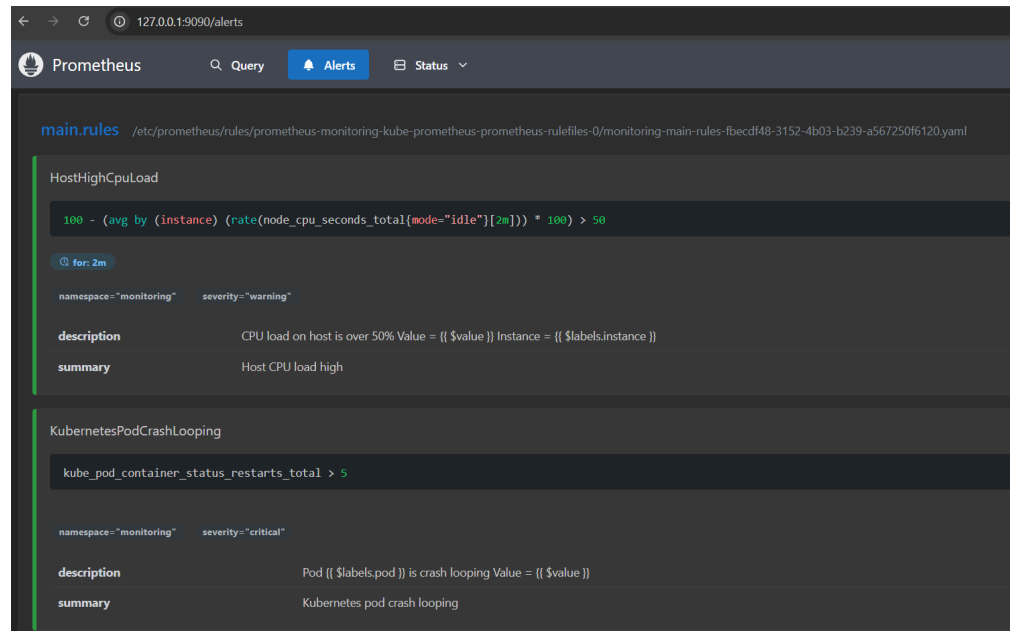 127.0.0.1:9090/alerts
Prometheus Query Alerts Status
main.rules /etc/prometheus/rules/prometheus-monitoring-kube-prometheus-prometheus-rulefiles-0/monitoring-main-rules-fbecdf48-3152-4b03-b239-a567250f6120.yaml
HostHighCpuLoad
100 - (avg by (instance) (rate(node_cpu_seconds_total{mode="idle"}[2m])) * 100) > 50
for: 2m
namespace="monitoring" severity="warning"
description CPU load on host is over 50% Value = {{ $value }} Instance = {{ $labels.instance }}
summary Host CPU load high
KubernetesPodCrashLooping
kube_pod_container_status_restarts_total > 5
namespace="monitoring" severity="critical"
description Pod {{ $labels.pod }} is crash looping Value = {{ $value }}
summary Kubernetes pod crash looping